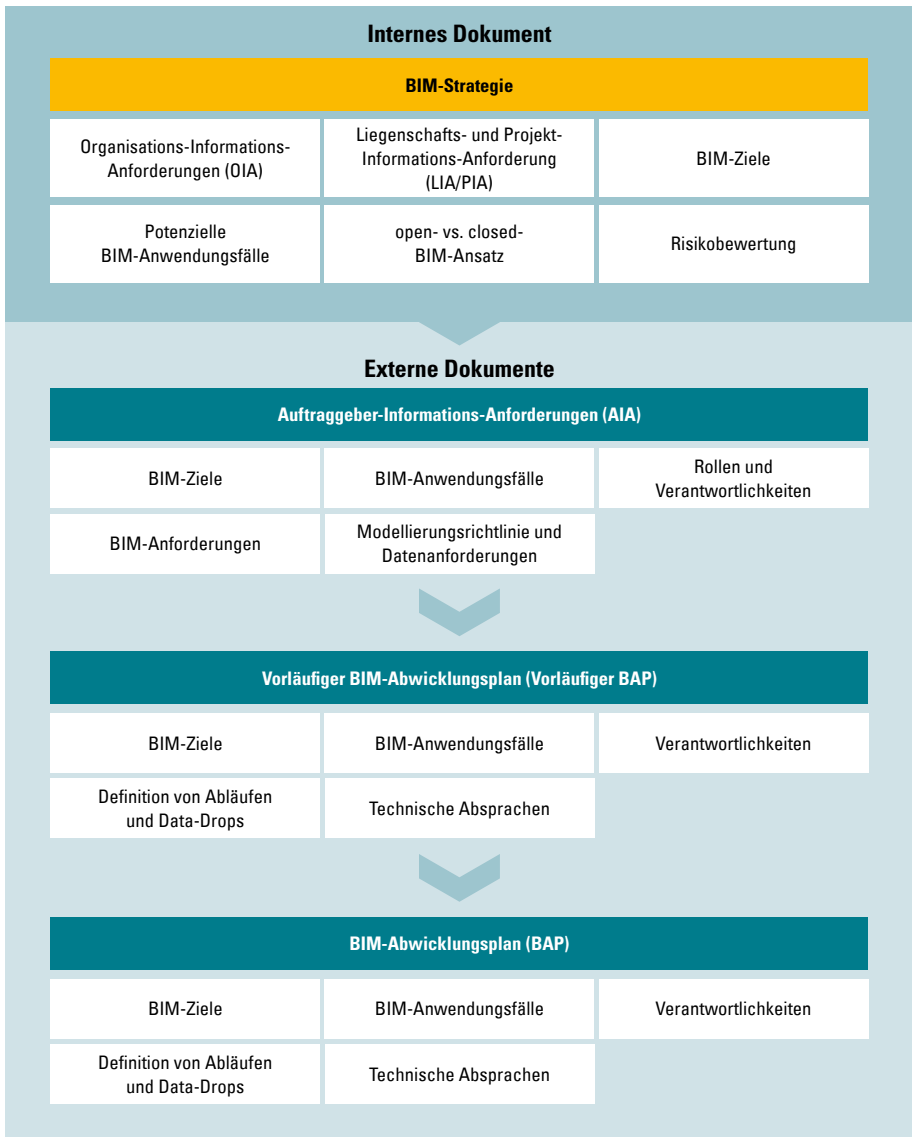 Internes Dokument
BIM-Strategie
Organisations-Informations-
Anforderungen (OIA)
Liegenschafts- und Projekt-
Informations-Anforderung
(LIA/PIA)
BIM-Ziele
Potenzielle
BIM-Anwendungsfälle
open- vs. closed-
BIM-Ansatz
Risikobewertung
Externe Dokumente
Auftraggeber-Informations-Anforderungen (AIA)
BIM-Ziele
BIM-Anwendungsfälle
Rollen und
Verantwortlichkeiten
BIM-Anforderungen
Modellierungsrichtlinie und
Datenanforderungen
Vorläufiger BIM-Abwicklungsplan (Vorläufiger BAP)
BIM-Ziele
BIM-Anwendungsfälle
Verantwortlichkeiten
Definition von Abläufen
und Data-Drops
Technische Absprachen
BIM-Abwicklungsplan (BAP)
BIM-Ziele
BIM-Anwendungsfälle
Verantwortlichkeiten
Definition von Abläufen
und Data-Drops
Technische Absprachen